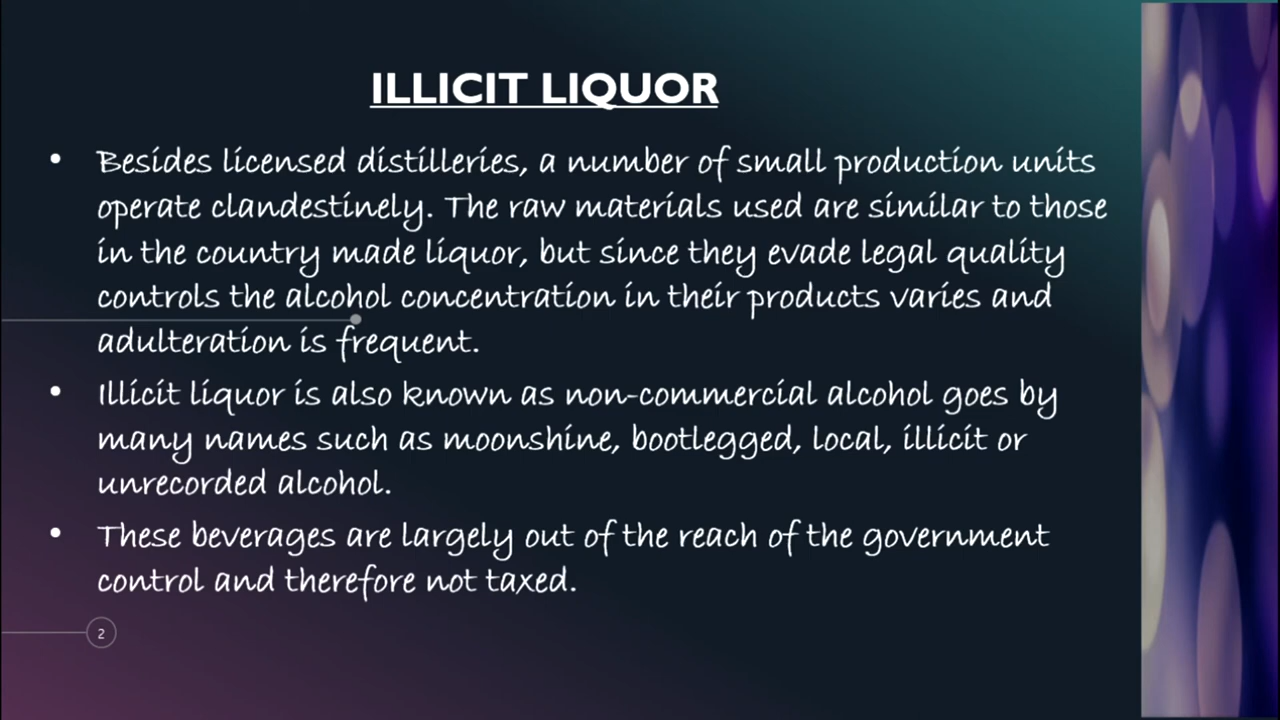 ILLICIT LIQUOR
• Besides licensed distilleries, a number of small production units
operate clandestinely. The raw materials used are similar to those
in the country made liquor, but since they evade legal quality
controls the alcohol concentration in their products varies and
adulteration is frequent.
• Illicit liquor is also known as non-commercial alcohol goes by
many names such as moonshine, bootlegged, local, illicit or
unrecorded alcohol.
• These beverages are largely out of the reach of the government
control and therefore not taxed.
2